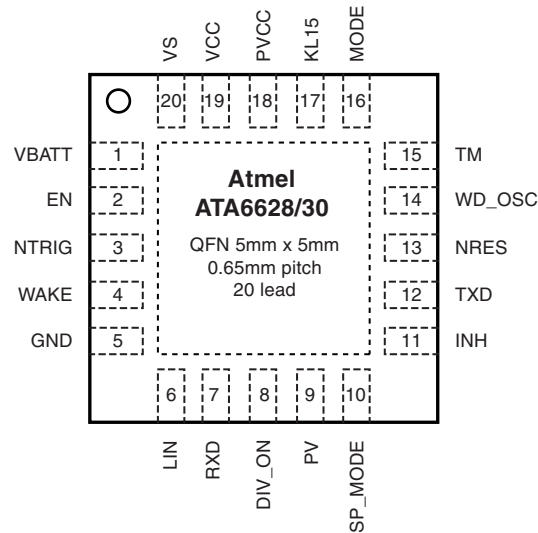 VS
VCC
PVCC
KL15
MODE
20
19
18
17
16
VBATT 1
EN 2
NTRIG 3
WAKE 4
GND 5
Atmel
ATA6628/30
QFN 5mm x 5mm
0.65mm pitch
20 lead
15 TM
14 WD_OSC
13 NRES
12 TXD
11 INH
6
7
8
9
10
LIN
RXD
DIV_ON
PV
SP_MODE